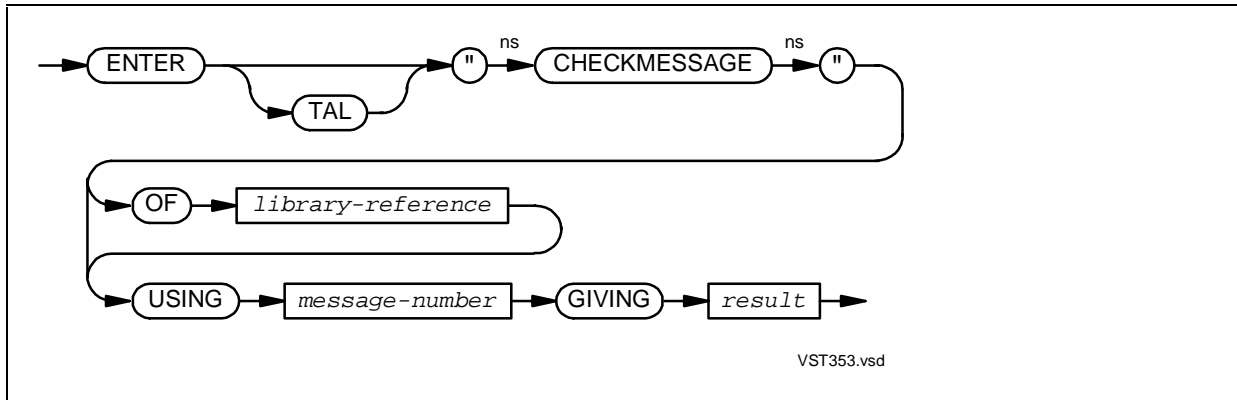 ns ns
ENTER " CHECKMESSAGE "
TAL
OF library-reference
USING message-number GIVING result
VST353.vsd